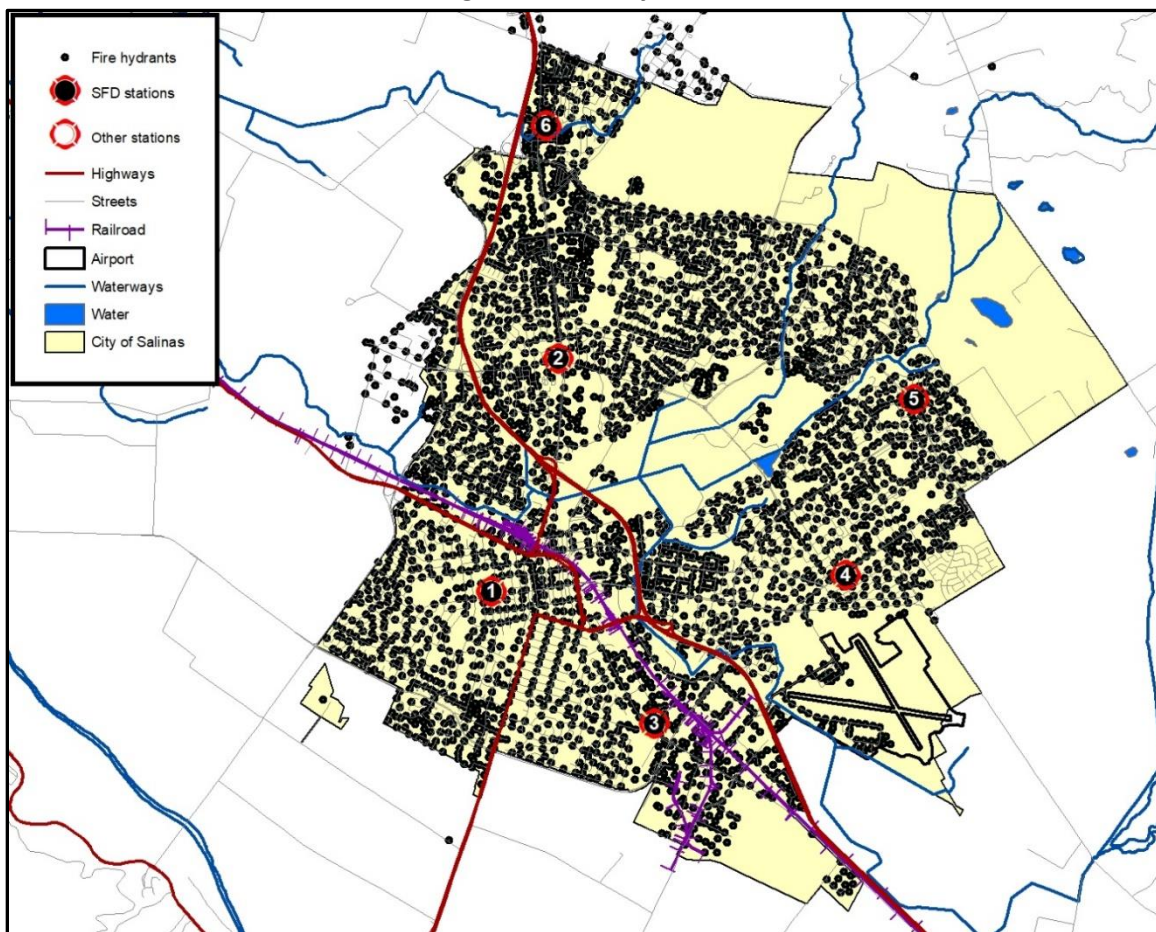 Fire hydrants
SFD stations
Other stations
Highways
Streets
Railroad
Airport
Waterways
Water
City of Salinas
6
2
5
4
1
3